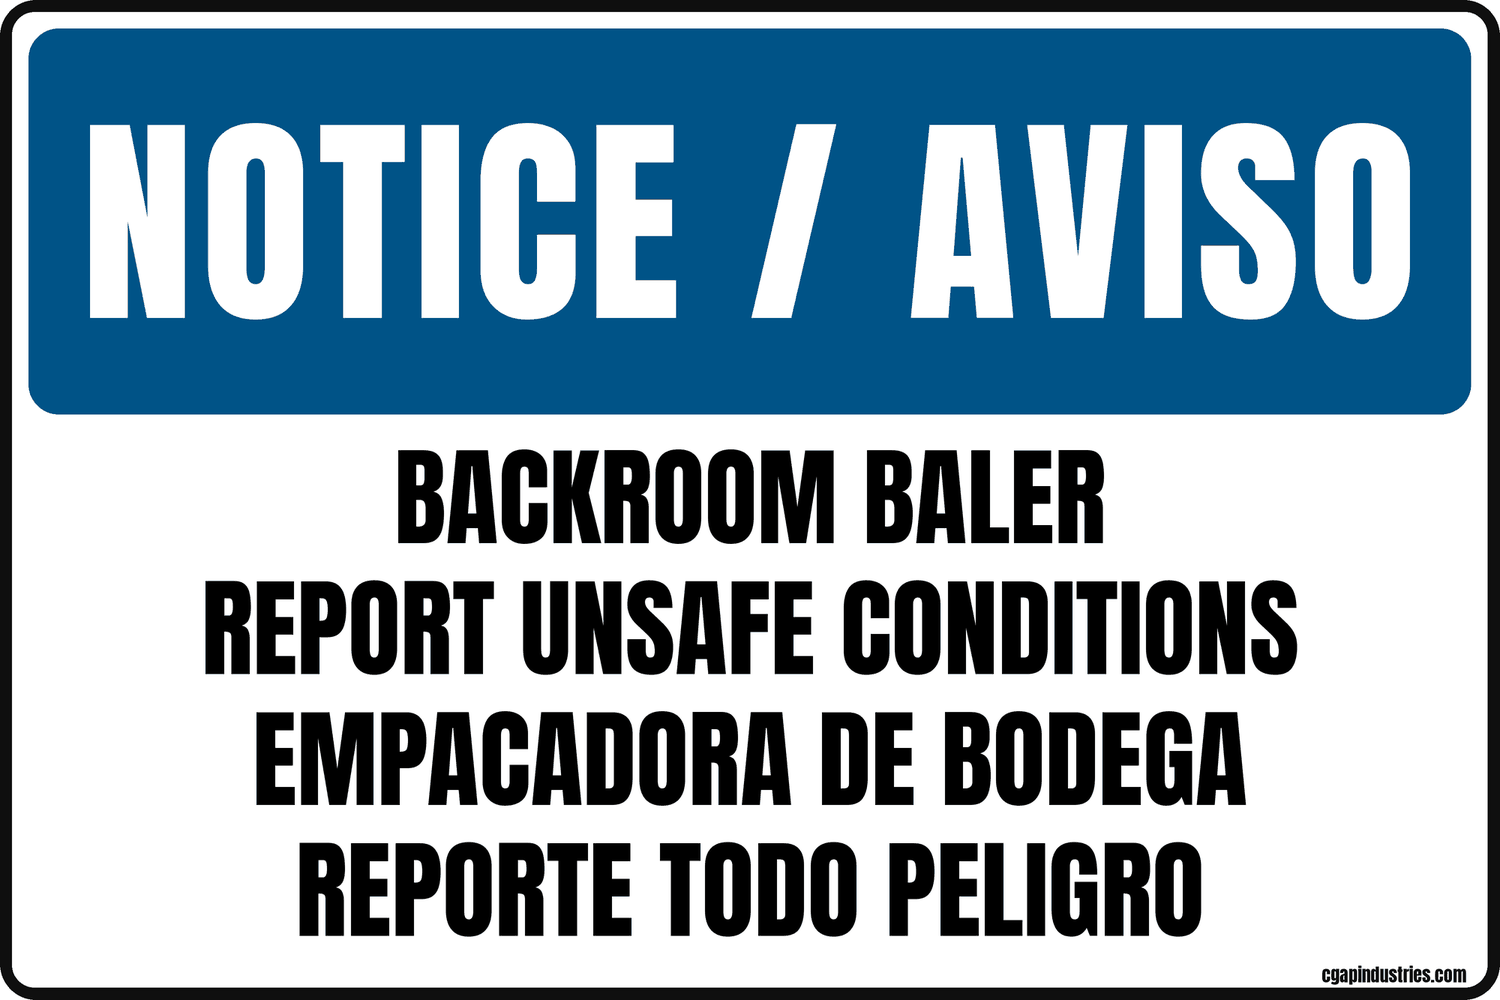 NOTICE / AVISO
BACKROOM BALER
REPORT UNSAFE CONDITIONS
EMPACADORA DE BODEGA
REPORTE TODO PELIGRO
cgapindustries.com